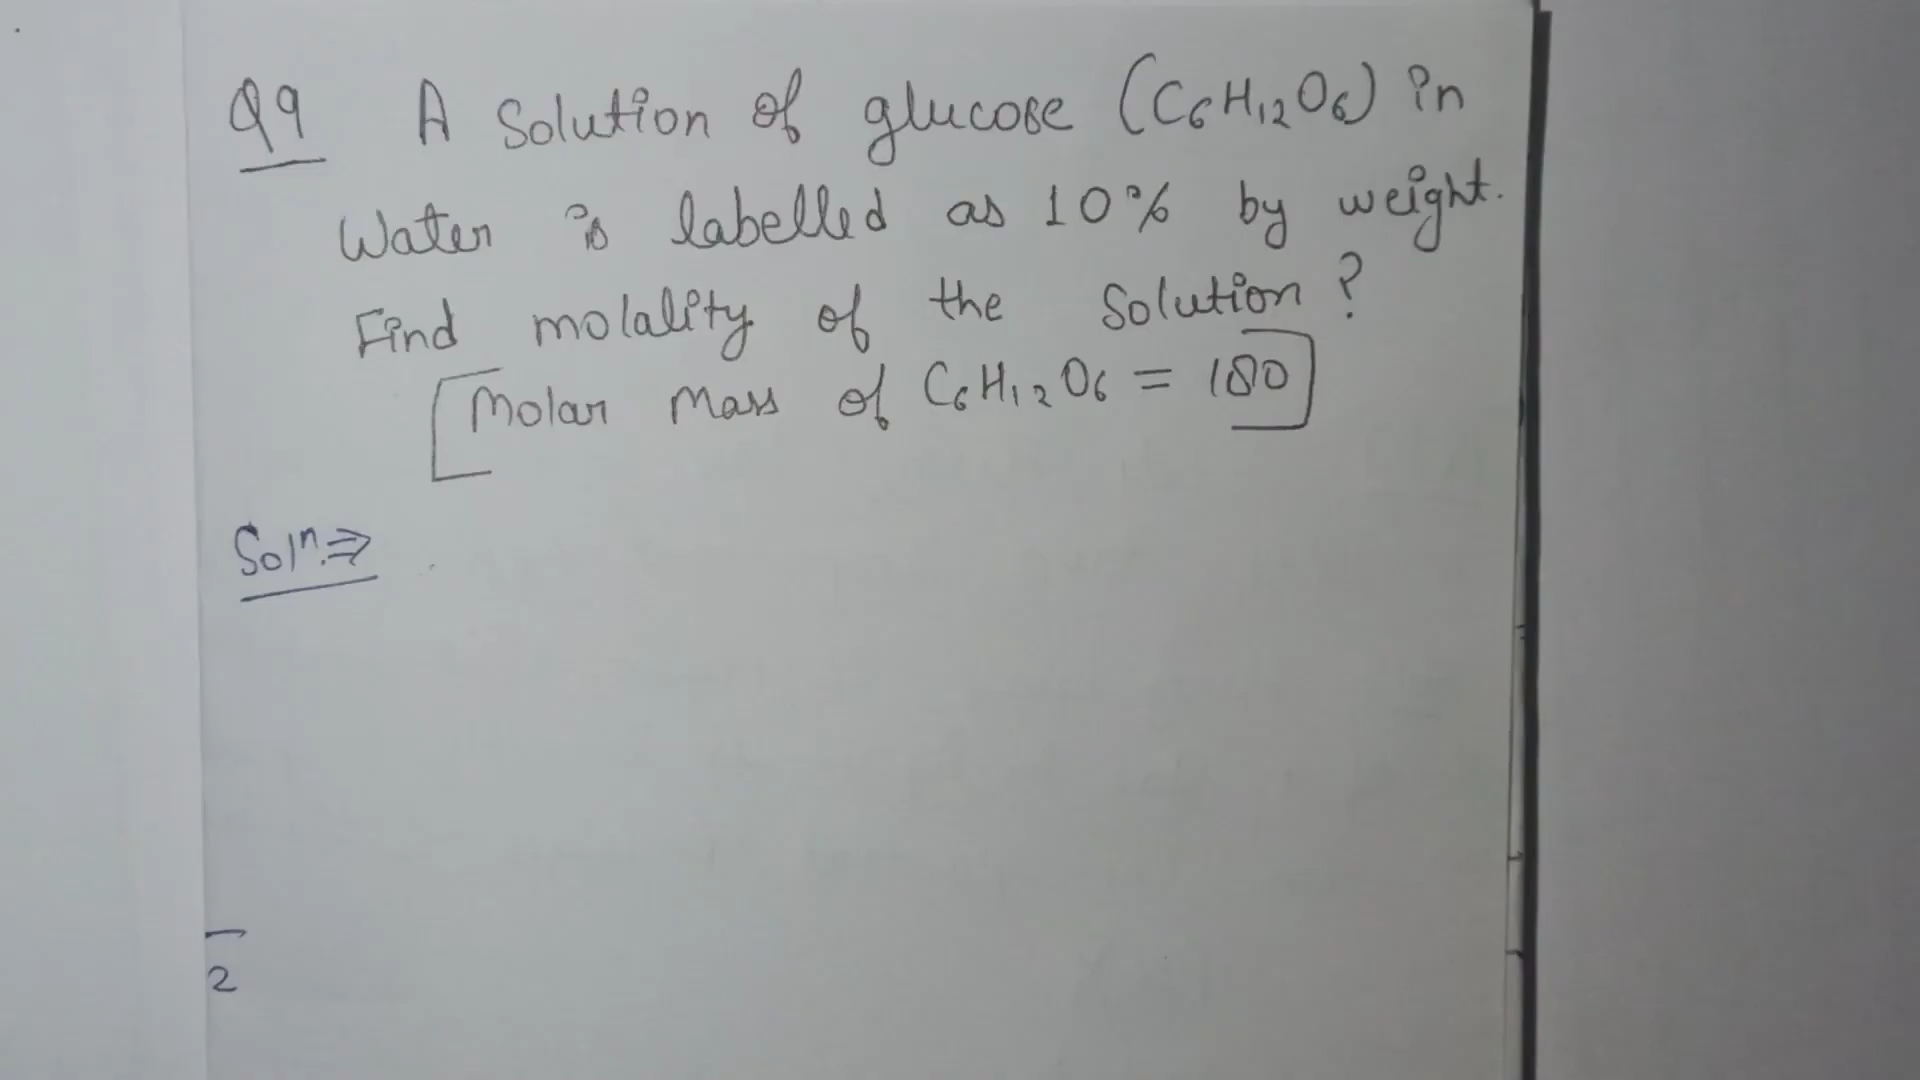 Q9 A Solution of glucose (C6H12O6) in
Water is labelled as 10% by weight.
Find molality of the Solution?
[Molar Mass of C6H12O6 = 180]
Solⁿ.⇒
2